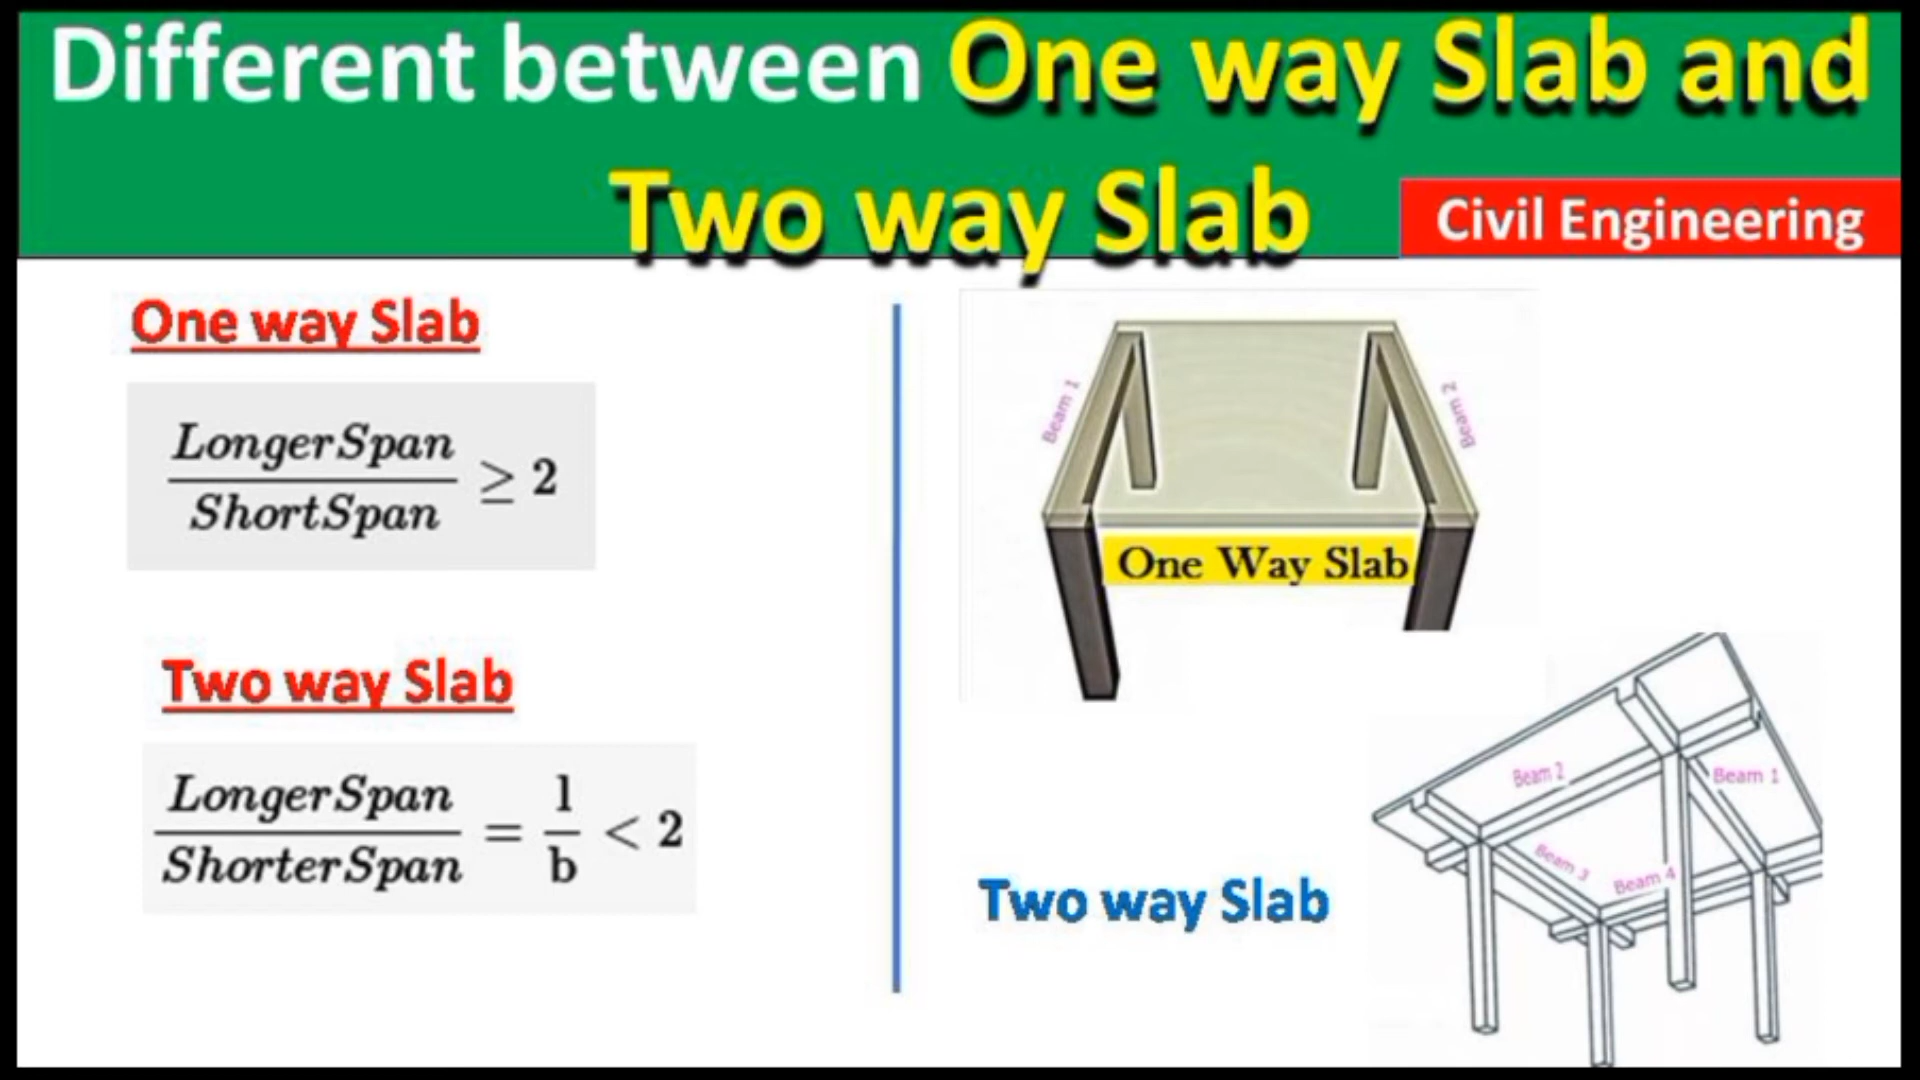 Different between One way Slab and
Two way Slab
Civil Engineering
One way Slab
LongerSpan
ShortSpan
≥ 2
Two way Slab
LongerSpan
ShorterSpan
=
l
b
< 2
Beam 1
Beam 2
One Way Slab
Two way Slab
Beam 2
Beam 1
Beam 3
Beam 4